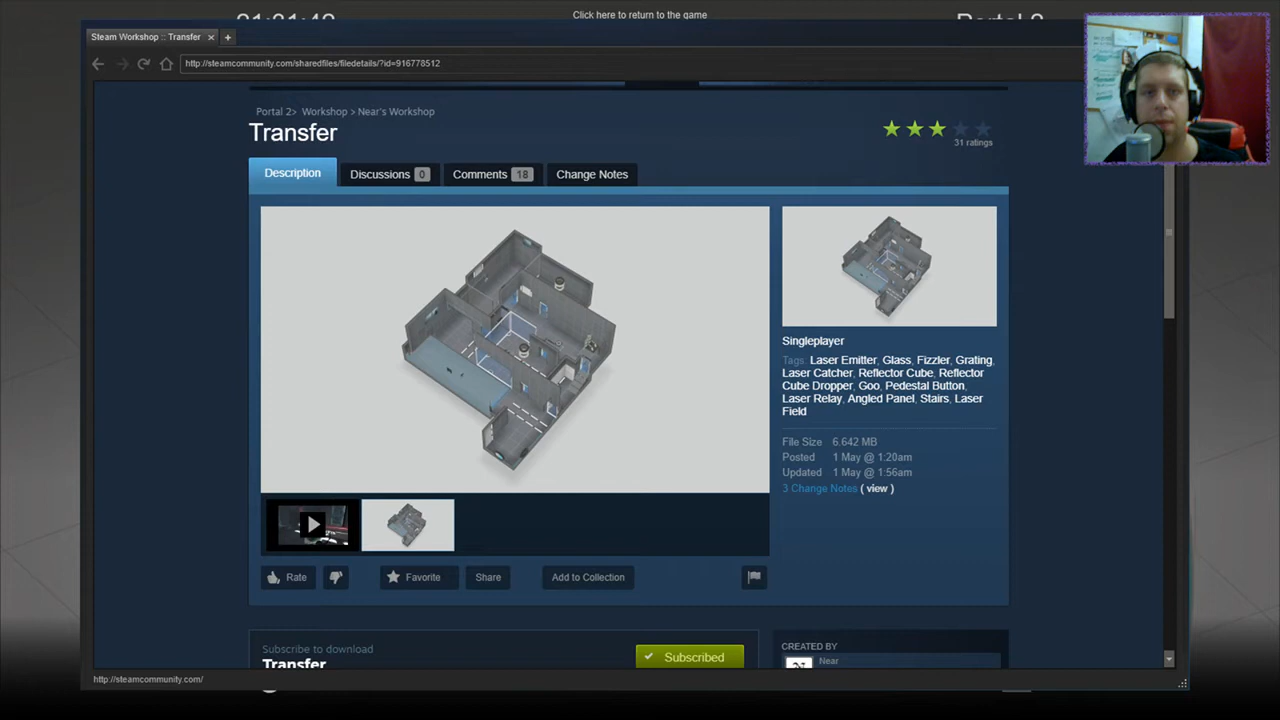 Click here to return to the game
Portal 2
Steam Workshop :: Transfer
http://steamcommunity.com/sharedfiles/filedetails/?id=916778512
Portal 2> Workshop > Near's Workshop
Transfer
31 ratings
Description
Discussions 0
Comments 18
Change Notes
Singleplayer
Tags: Laser Emitter, Glass, Fizzler, Grating,
Laser Catcher, Reflector Cube, Reflector
Cube Dropper, Goo, Pedestal Button,
Laser Relay, Angled Panel, Stairs, Laser
Field
File Size 6.642 MB
Posted 1 May @ 1:20am
Updated 1 May @ 1:56am
3 Change Notes ( view )
Rate
Favorite
Share
Add to Collection
Subscribe to download
Transfer
Subscribed
CREATED BY
Near
http://steamcommunity.com/